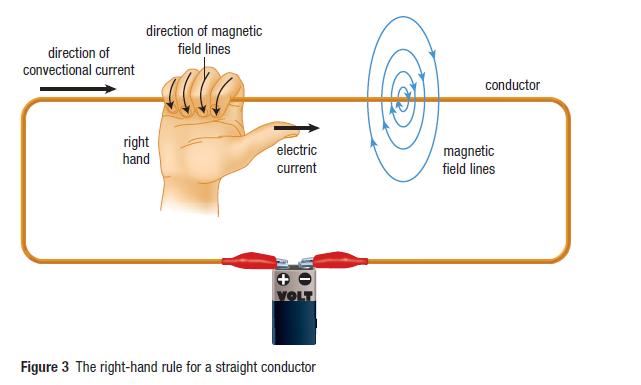 direction of magnetic
field lines
direction of
convectional current
conductor
right
hand
electric
current
magnetic
field lines
+ −
VOLT
Figure 3 The right-hand rule for a straight conductor